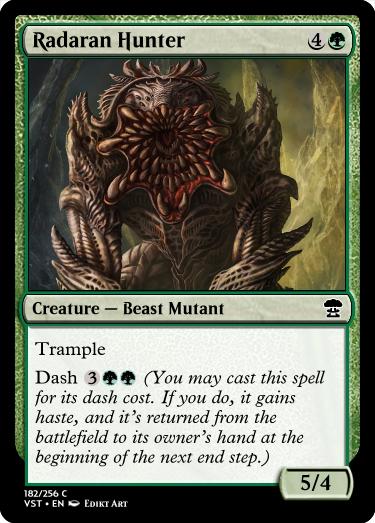 Radaran Hunter 4
Creature — Beast Mutant
Trample
Dash 3 (You may cast this spell
for its dash cost. If you do, it gains
haste, and it's returned from the
battlefield to its owner's hand at the
beginning of the next end step.)
5/4
182/256 C
VST • EN Edikt Art